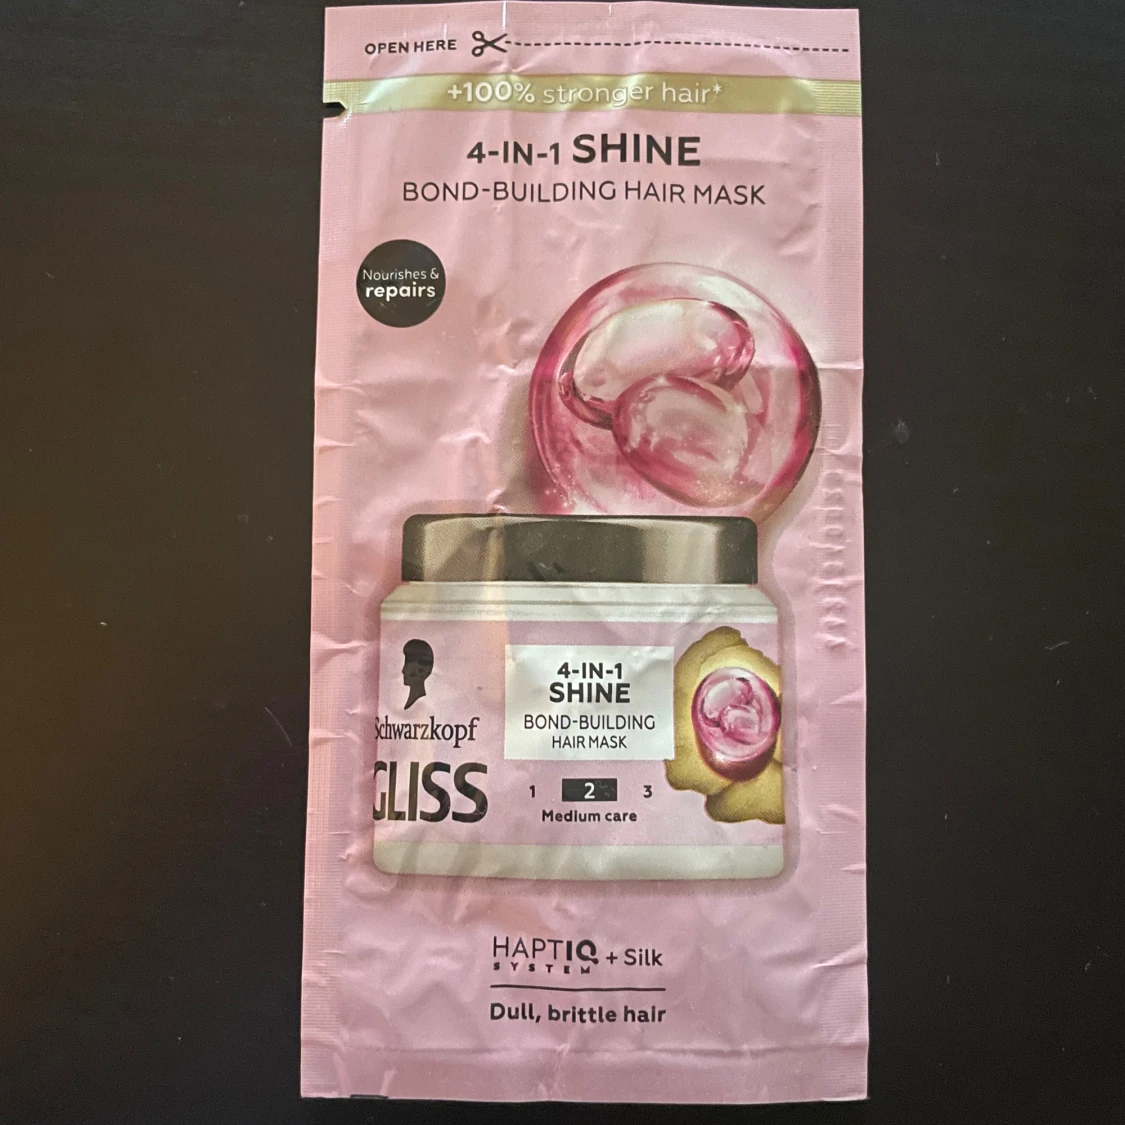 OPEN HERE
+100% stronger hair*
4-IN-1 SHINE
BOND-BUILDING HAIR MASK
Nourishes &
repairs
4-IN-1
SHINE
BOND-BUILDING
HAIR MASK
Schwarzkopf
GLISS
1 2 3
Medium care
HAPTIQ + Silk
SYSTEM
Dull, brittle hair